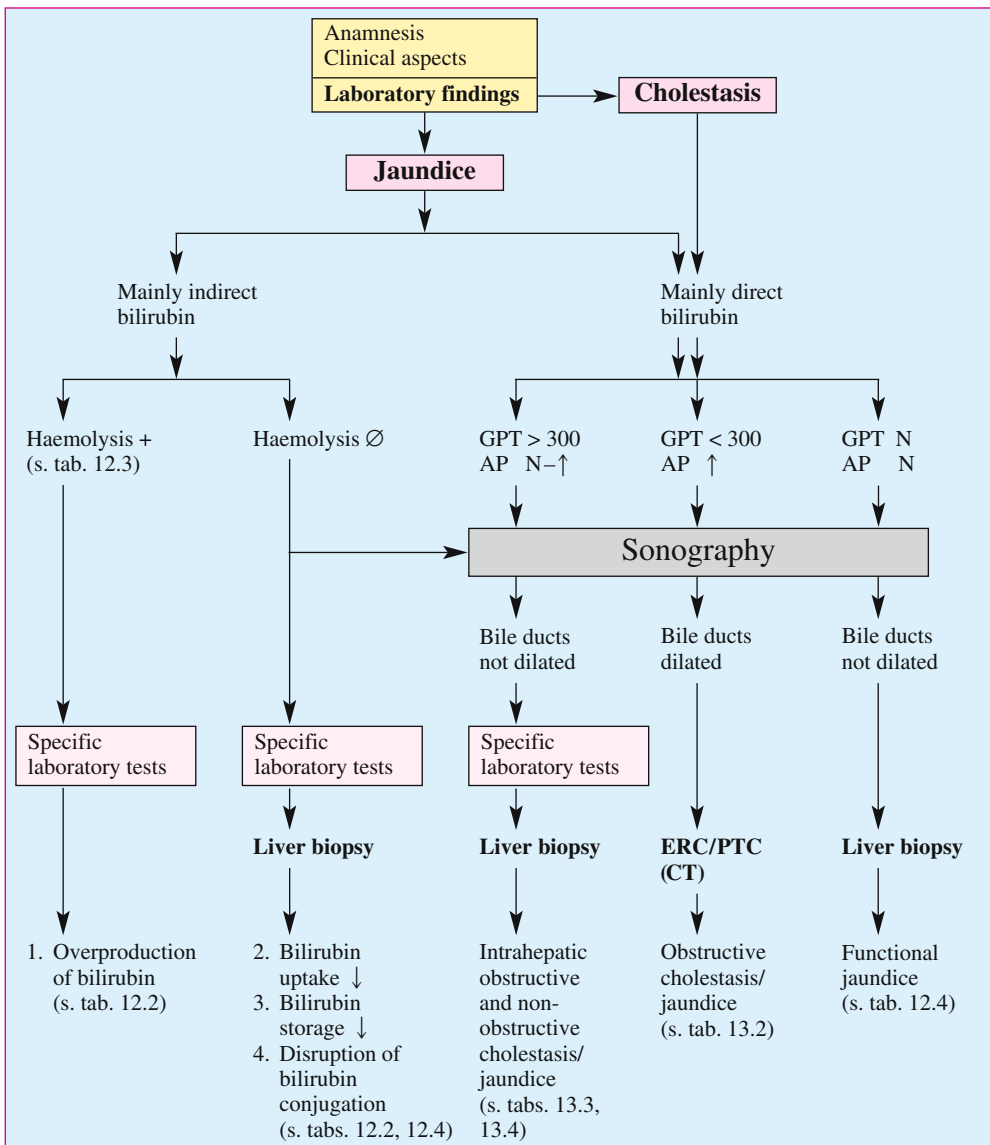 Anamnesis
Clinical aspects
Laboratory findings
Cholestasis
Jaundice
Mainly indirect
bilirubin
Mainly direct
bilirubin
Haemolysis +
(s. tab. 12.3)
Haemolysis ∅
GPT > 300
AP N–↑
GPT < 300
AP ↑
GPT N
AP N
Sonography
Bile ducts
not dilated
Bile ducts
dilated
Bile ducts
not dilated
Specific
laboratory tests
Specific
laboratory tests
Specific
laboratory tests
Liver biopsy
Liver biopsy
ERC/PTC
(CT)
Liver biopsy
1. Overproduction
of bilirubin
(s. tab. 12.2)
2. Bilirubin
uptake ↓
3. Bilirubin
storage ↓
4. Disruption of
bilirubin
conjugation
(s. tabs. 12.2, 12.4)
Intrahepatic
obstructive
and non-
obstructive
cholestasis/
jaundice
(s. tabs. 13.3,
13.4)
Obstructive
cholestasis/
jaundice
(s. tab. 13.2)
Functional
jaundice
(s. tab. 12.4)